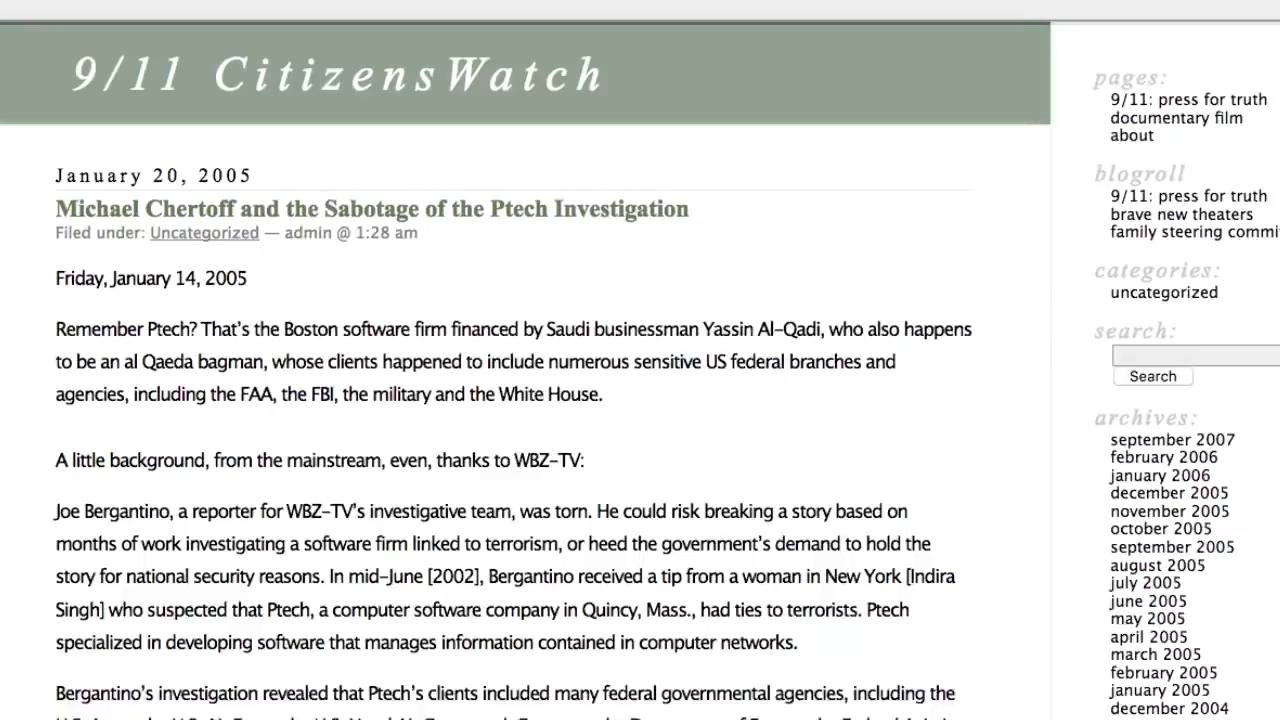 9/11 CitizensWatch
January 20, 2005
Michael Chertoff and the Sabotage of the Ptech Investigation
Filed under: Uncategorized — admin @ 1:28 am
Friday, January 14, 2005
Remember Ptech? That's the Boston software firm financed by Saudi businessman Yassin Al-Qadi, who also happens
to be an al Qaeda bagman, whose clients happened to include numerous sensitive US federal branches and
agencies, including the FAA, the FBI, the military and the White House.
A little background, from the mainstream, even, thanks to WBZ-TV:
Joe Bergantino, a reporter for WBZ-TV's investigative team, was torn. He could risk breaking a story based on
months of work investigating a software firm linked to terrorism, or heed the government's demand to hold the
story for national security reasons. In mid-June [2002], Bergantino received a tip from a woman in New York [Indira
Singh] who suspected that Ptech, a computer software company in Quincy, Mass., had ties to terrorists. Ptech
specialized in developing software that manages information contained in computer networks.
Bergantino's investigation revealed that Ptech's clients included many federal governmental agencies, including the
pages:
9/11: press for truth
documentary film
about
blogroll
9/11: press for truth
brave new theaters
family steering commi
categories:
uncategorized
search:
Search
archives:
september 2007
february 2006
january 2006
december 2005
november 2005
october 2005
september 2005
august 2005
july 2005
june 2005
may 2005
april 2005
march 2005
february 2005
january 2005
december 2004